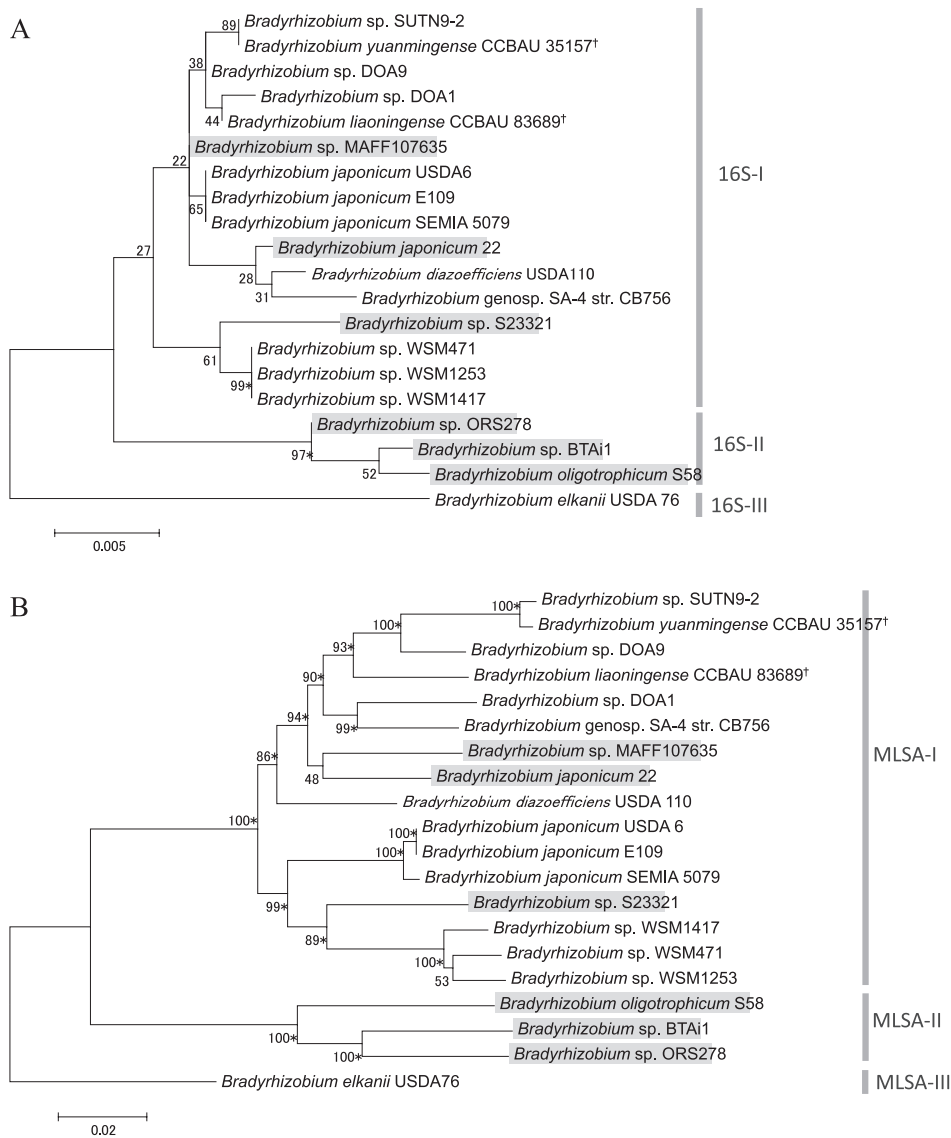 A
Bradyrhizobium sp. SUTN9-2
89
Bradyrhizobium yuanmingense CCBAU 35157†
38
Bradyrhizobium sp. DOA9
Bradyrhizobium sp. DOA1
44
Bradyrhizobium liaoningense CCBAU 83689†
Bradyrhizobium sp. MAFF107635
22
Bradyrhizobium japonicum USDA6
16S-I
Bradyrhizobium japonicum E109
65
Bradyrhizobium japonicum SEMIA 5079
27
Bradyrhizobium japonicum 22
28
Bradyrhizobium diazoefficiens USDA110
31
Bradyrhizobium genosp. SA-4 str. CB756
Bradyrhizobium sp. S23321
61
Bradyrhizobium sp. WSM471
Bradyrhizobium sp. WSM1253
99*
Bradyrhizobium sp. WSM1417
Bradyrhizobium sp. ORS278
97*
Bradyrhizobium sp. BTAi1
16S-II
52
Bradyrhizobium oligotrophicum S58
Bradyrhizobium elkanii USDA 76
16S-III
0.005
B
Bradyrhizobium sp. SUTN9-2
100*
Bradyrhizobium yuanmingense CCBAU 35157†
100*
Bradyrhizobium sp. DOA9
93*
Bradyrhizobium liaoningense CCBAU 83689†
90*
Bradyrhizobium sp. DOA1
99*
Bradyrhizobium genosp. SA-4 str. CB756
94*
Bradyrhizobium sp. MAFF107635
MLSA-I
86*
48
Bradyrhizobium japonicum 22
Bradyrhizobium diazoefficiens USDA 110
100*
Bradyrhizobium japonicum USDA 6
100*
Bradyrhizobium japonicum E109
100*
Bradyrhizobium japonicum SEMIA 5079
99*
Bradyrhizobium sp. S23321
89*
Bradyrhizobium sp. WSM1417
100*
Bradyrhizobium sp. WSM471
53
Bradyrhizobium sp. WSM1253
Bradyrhizobium oligotrophicum S58
100*
Bradyrhizobium sp. BTAi1
MLSA-II
100*
Bradyrhizobium sp. ORS278
Bradyrhizobium elkanii USDA76
MLSA-III
0.02